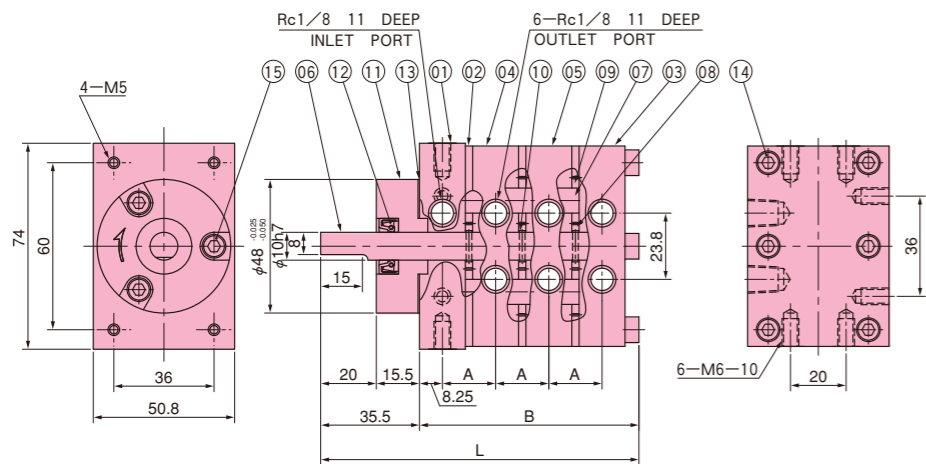 Rc1／8 11 DEEP
INLET PORT
6－Rc1／8 11 DEEP
OUTLET PORT
15 06 12 11 13 01 02 04 10 05 09 07 03 08 14
4－M5
74
60
36
50.8
φ48 -0.025 -0.050
φ10h7
8
15
20
15.5
8.25
A
A
A
35.5
B
L
23.8
36
6－M6－10
20